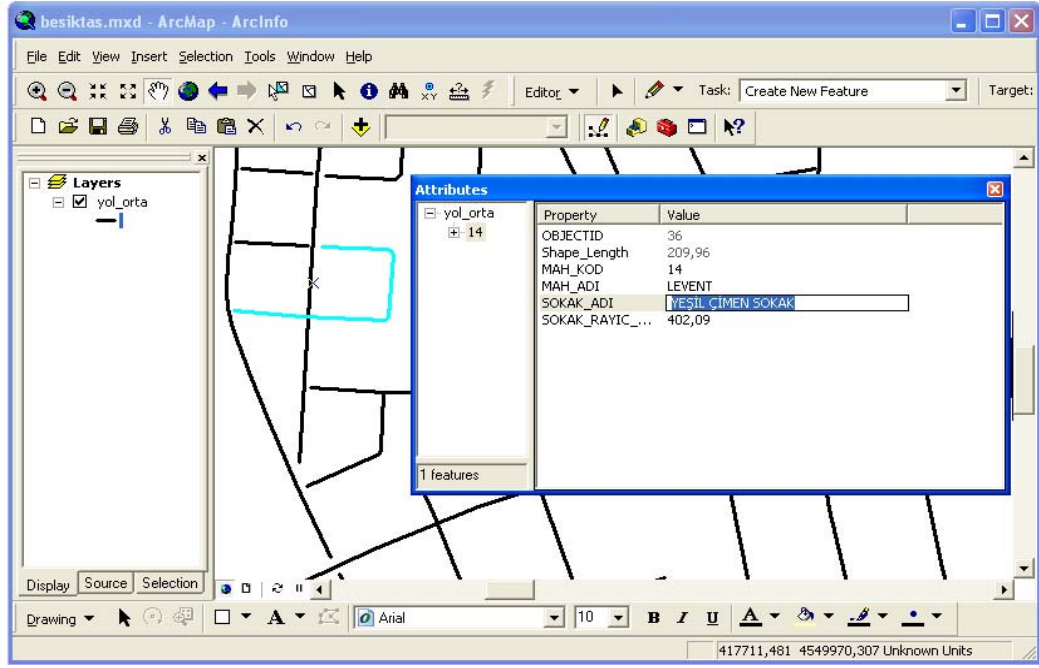 besiktas.mxd - ArcMap - ArcInfo
File Edit View Insert Selection Tools Window Help
Editor Task: Create New Feature Target:
Layers
yol_orta
Attributes
yol_orta
14
1 features
Property Value
OBJECTID 36
Shape_Length 209,96
MAH_KOD 14
MAH_ADI LEVENT
SOKAK_ADI YEŞİL ÇİMEN SOKAK
SOKAK_RAYIC_... 402,09
Display Source Selection
Drawing A Arial 10 B I U A
417711,481 4549970,307 Unknown Units